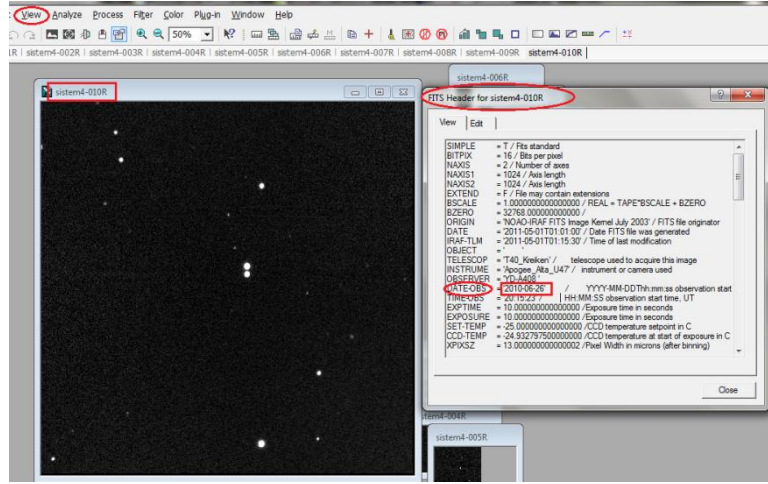 View Analyze Process Filter Color Plug-in Window Help
50%
1R sistem4-002R sistem4-003R sistem4-004R sistem4-005R sistem4-006R sistem4-007R sistem4-008R sistem4-009R sistem4-010R
sistem4-006R
sistem4-010R
FITS Header for sistem4-010R
View Edit
SIMPLE = T / Fits standard
BITPIX = 16 / Bits per pixel
NAXIS = 2 / Number of axes
NAXIS1 = 1024 / Axis length
NAXIS2 = 1024 / Axis length
EXTEND = F / File may contain extensions
BSCALE = 1.0000000000000000 / REAL = TAPE*BSCALE + BZERO
BZERO = 32768.000000000000 /
ORIGIN = 'NOAO-IRAF FITS Image Kernel July 2003' / FITS file originator
DATE = '2011-05-01T01:01:00' / Date FITS file was generated
IRAF-TLM = '2011-05-01T01:15:30' / Time of last modification
OBJECT = ' '
TELESCOP = 'T40_Kreiken' / telescope used to acquire this image
INSTRUME = 'Apogee_Alta_U47' / instrument or camera used
OBSERVER = 'YD-A408 '
DATE-OBS = '2010-06-26' / YYYY-MM-DDThh:mm:ss observation start
TIME-OBS = '20:15:23' / HH:MM:SS observation start time, UT
EXPTIME = 10.000000000000000 /Exposure time in seconds
EXPOSURE = 10.000000000000000 /Exposure time in seconds
SET-TEMP = -25.000000000000000 /CCD temperature setpoint in C
CCD-TEMP = -24.932797500000000 /CCD temperature at start of exposure in C
XPIXSZ = 13.000000000000002 /Pixel Width in microns (after binning)
Close
stem4-004R
sistem4-005R